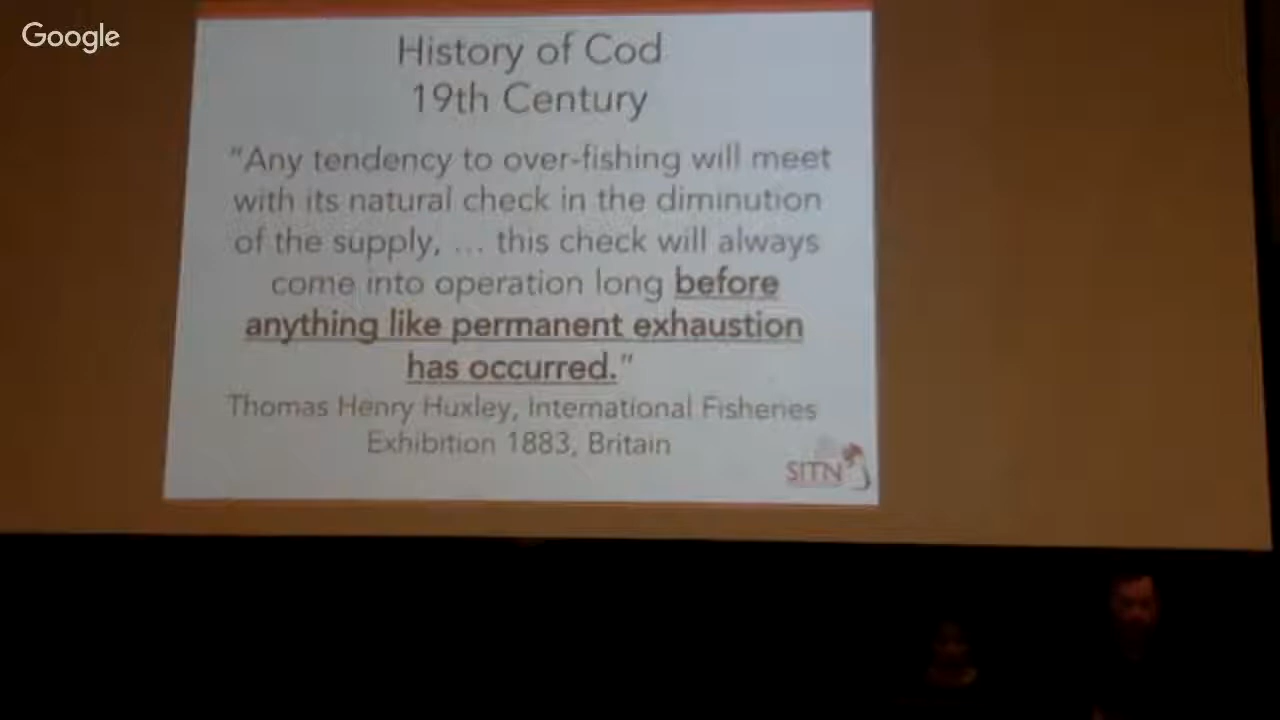 Google
History of Cod
19th Century
“Any tendency to over-fishing will meet
with its natural check in the diminution
of the supply, ... this check will always
come into operation long before
anything like permanent exhaustion
has occurred.”
Thomas Henry Huxley, International Fisheries
Exhibition 1883, Britain
SITN